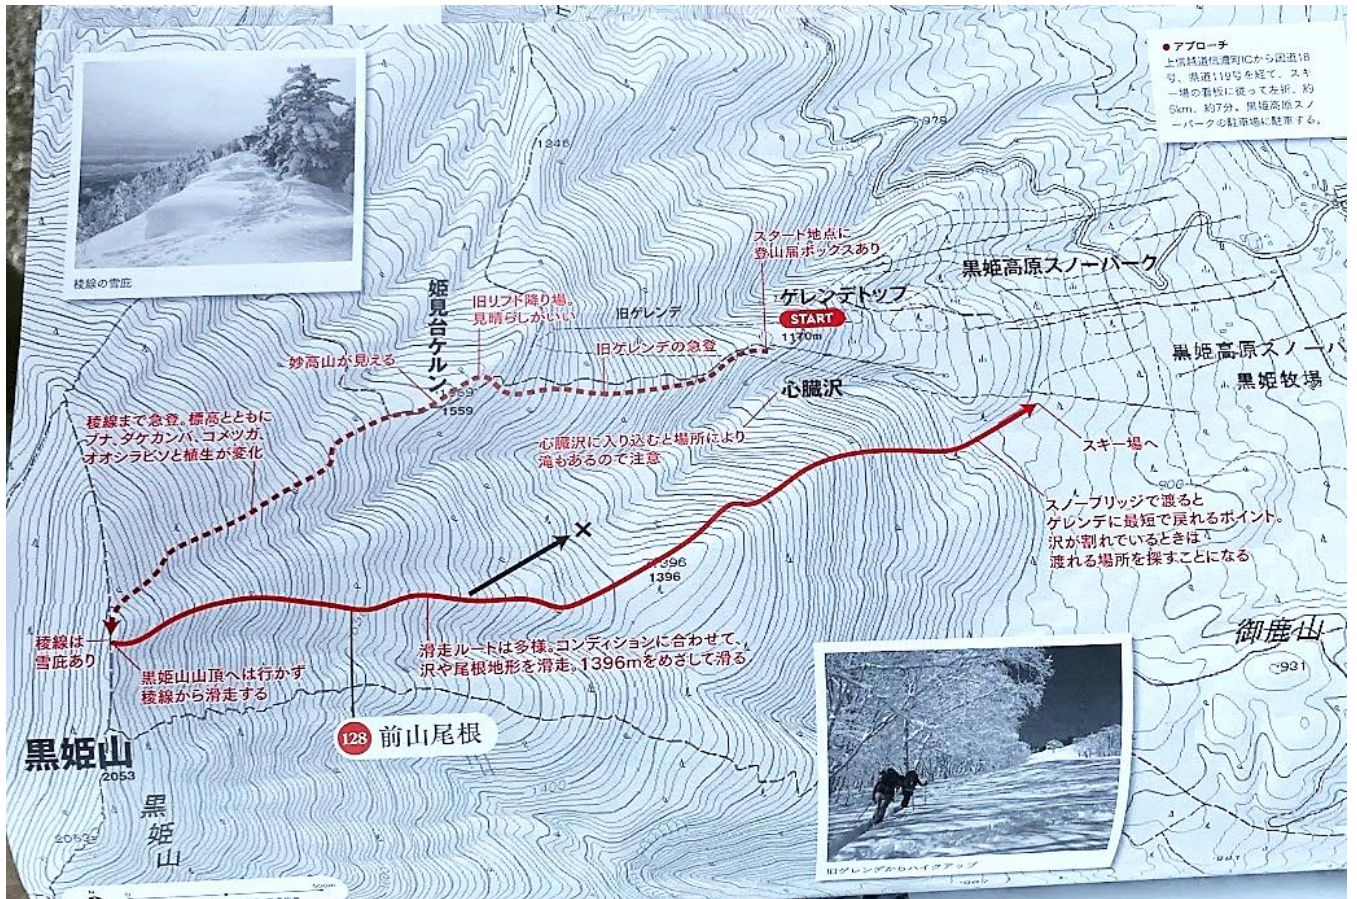 ● アプローチ
上信越道信濃町ICから国道18
号、県道119号を経て、スキ
ー場の看板に従って左折、約
5km、約7分。黒姫高原スノ
ーパークの駐車場に駐車する。
978
1246
稜線の雪庇
スタート地点に
登山届ボックスあり
黒姫高原スノーパーク
ゲレンデトップ
START
1170m
旧リフト降り場。
見晴らしがいい
旧ゲレンデ
姫見台ケルン
旧ゲレンデの急登
妙高山が見える
1559
黒姫高原スノーパ
黒姫牧場
心臓沢
稜線まで急登。標高とともに
ブナ、ダケカンバ、コメツガ、
オオシラビソと植生が変化
心臓沢に入り込むと場所により
滝もあるので注意
スキー場へ
900
スノーブリッジで渡ると
ゲレンデに最短で戻れるポイント。
沢が割れているときは
渡れる場所を探すことになる
×
1396
1396
稜線は
雪庇あり
黒姫山山頂へは行かず
稜線から滑走する
滑走ルートは多様。コンディションに合わせて、
沢や尾根地形を滑走。1396mをめざして滑る
御鹿山
931
128 前山尾根
黒姫山
2053
黒姫山
2053
旧ゲレンデからハイクアップ
500m